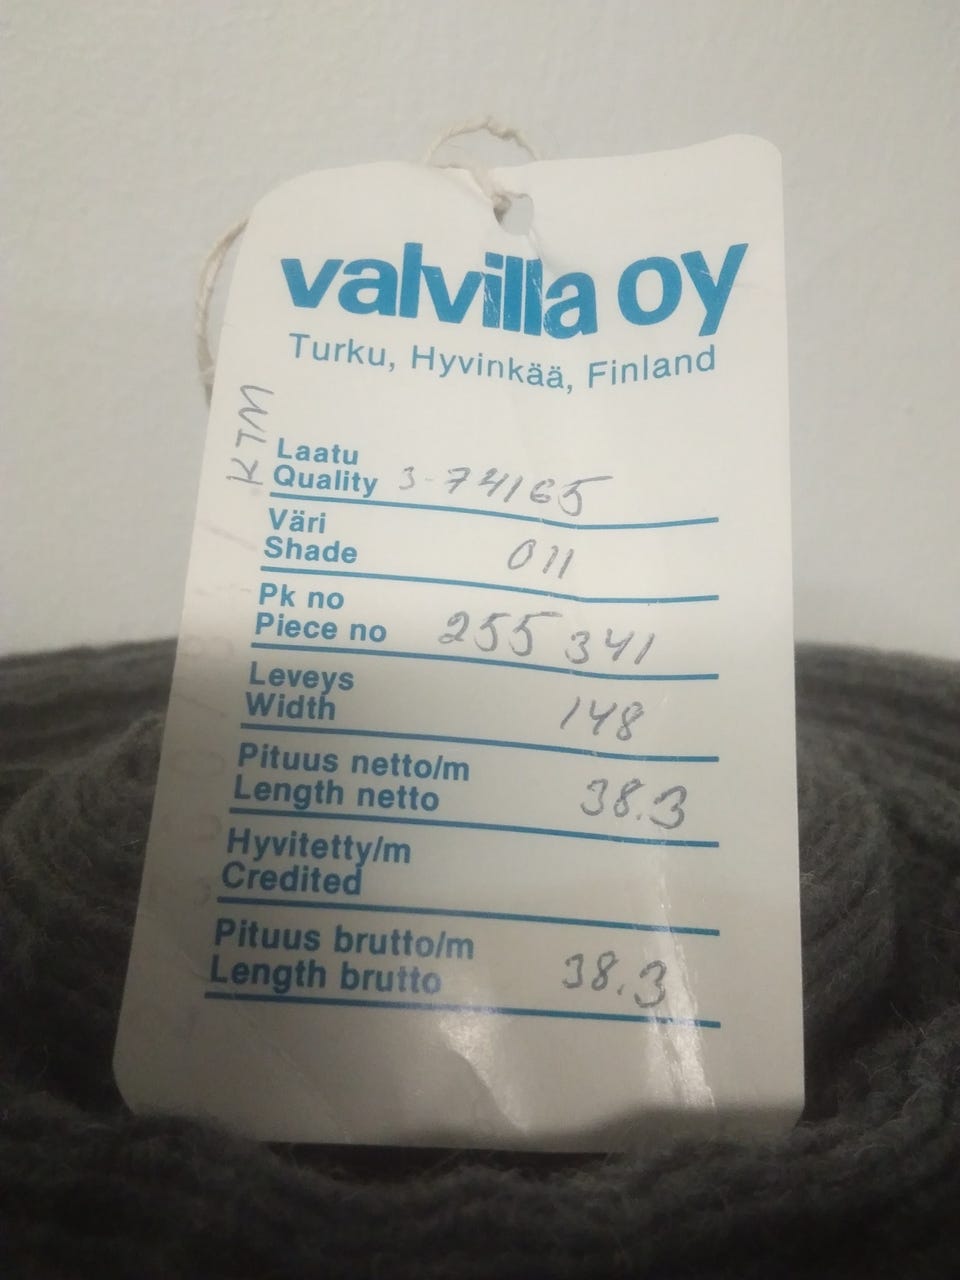 valvilla oy
Turku, Hyvinkää, Finland
KTM
Laatu
Quality 3-74165
Väri
Shade 011
Pk no
Piece no 255 341
Leveys
Width 148
Pituus netto/m
Length netto 38.3
Hyvitetty/m
Credited
Pituus brutto/m
Length brutto 38.3